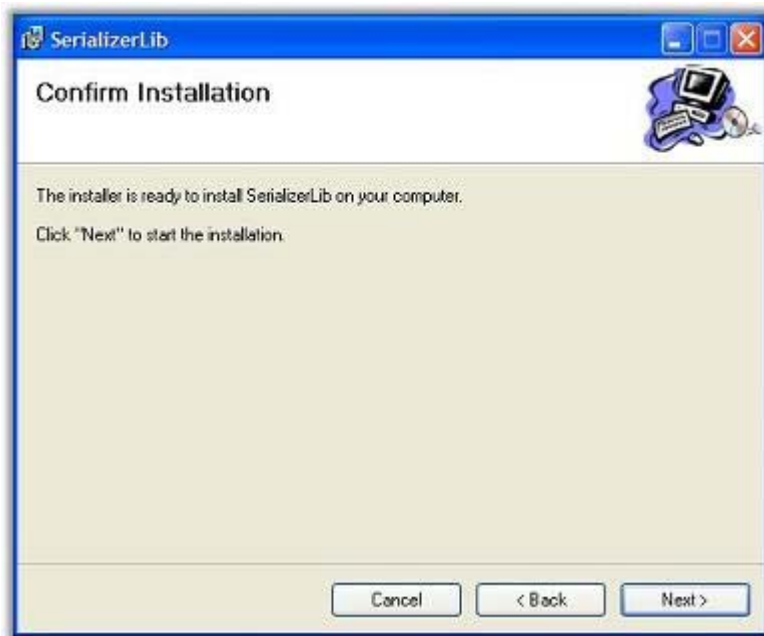 SerializerLib
Confirm Installation
The installer is ready to install SerializerLib on your computer.
Click "Next" to start the installation.
Cancel
< Back
Next >